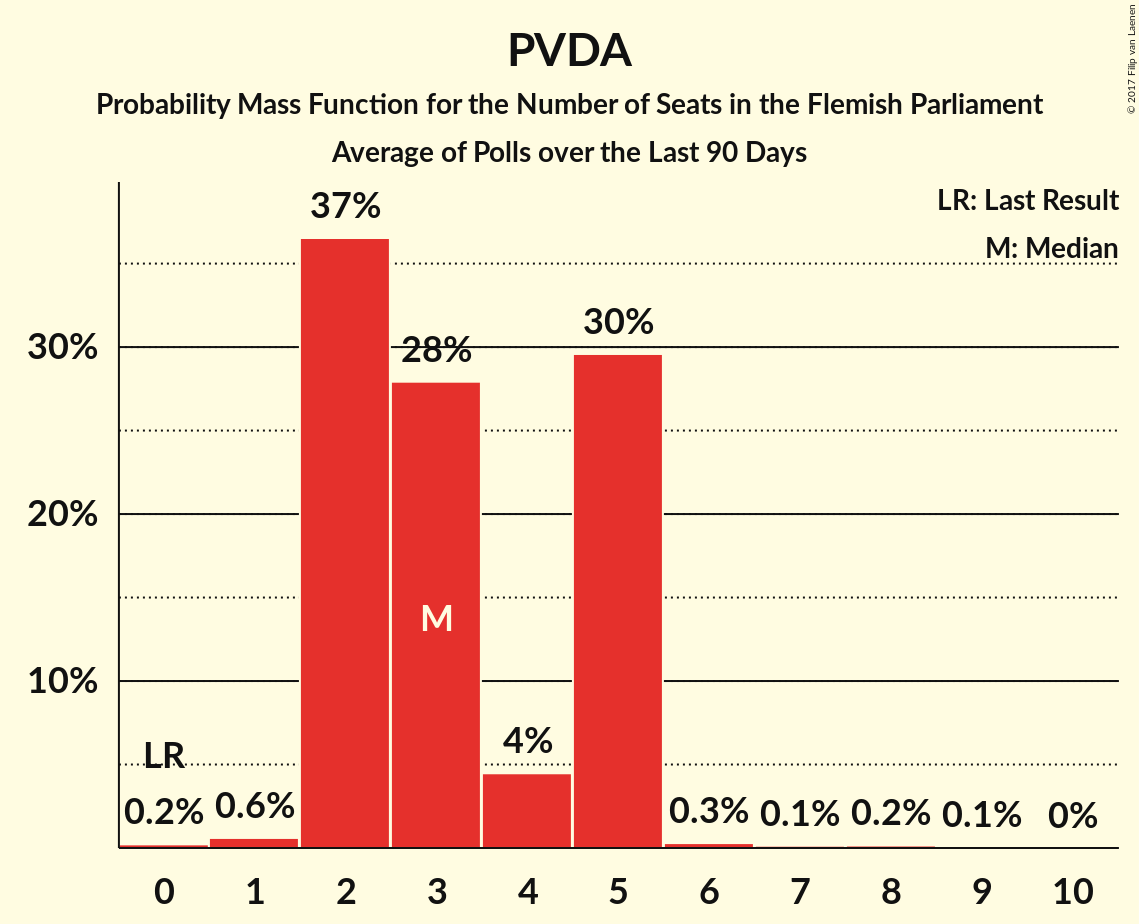 PVDA
Probability Mass Function for the Number of Seats in the Flemish Parliament
Average of Polls over the Last 90 Days
© 2017 Filip van Laenen
LR: Last Result
M: Median
37%
30%
28%
30%
20%
M
10%
4%
LR
0.2% 0.6% 0.3% 0.1% 0.2% 0.1% 0%
0 1 2 3 4 5 6 7 8 9 10